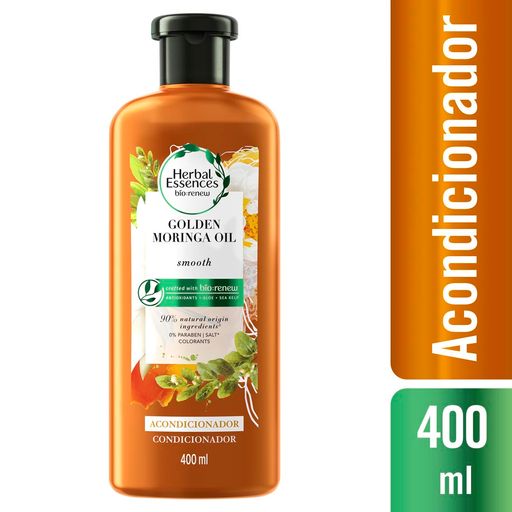 Herbal
Essences
bio:renew
GOLDEN
MORINGA OIL
smooth
crafted with bio:renew
ANTIOXIDANTS + ALOE + SEA KELP
90% natural origin
ingredients°
0% PARABEN | SALT*
COLORANTS
ACONDICIONADOR
CONDICIONADOR
400 ml
Acondicionador
400
ml